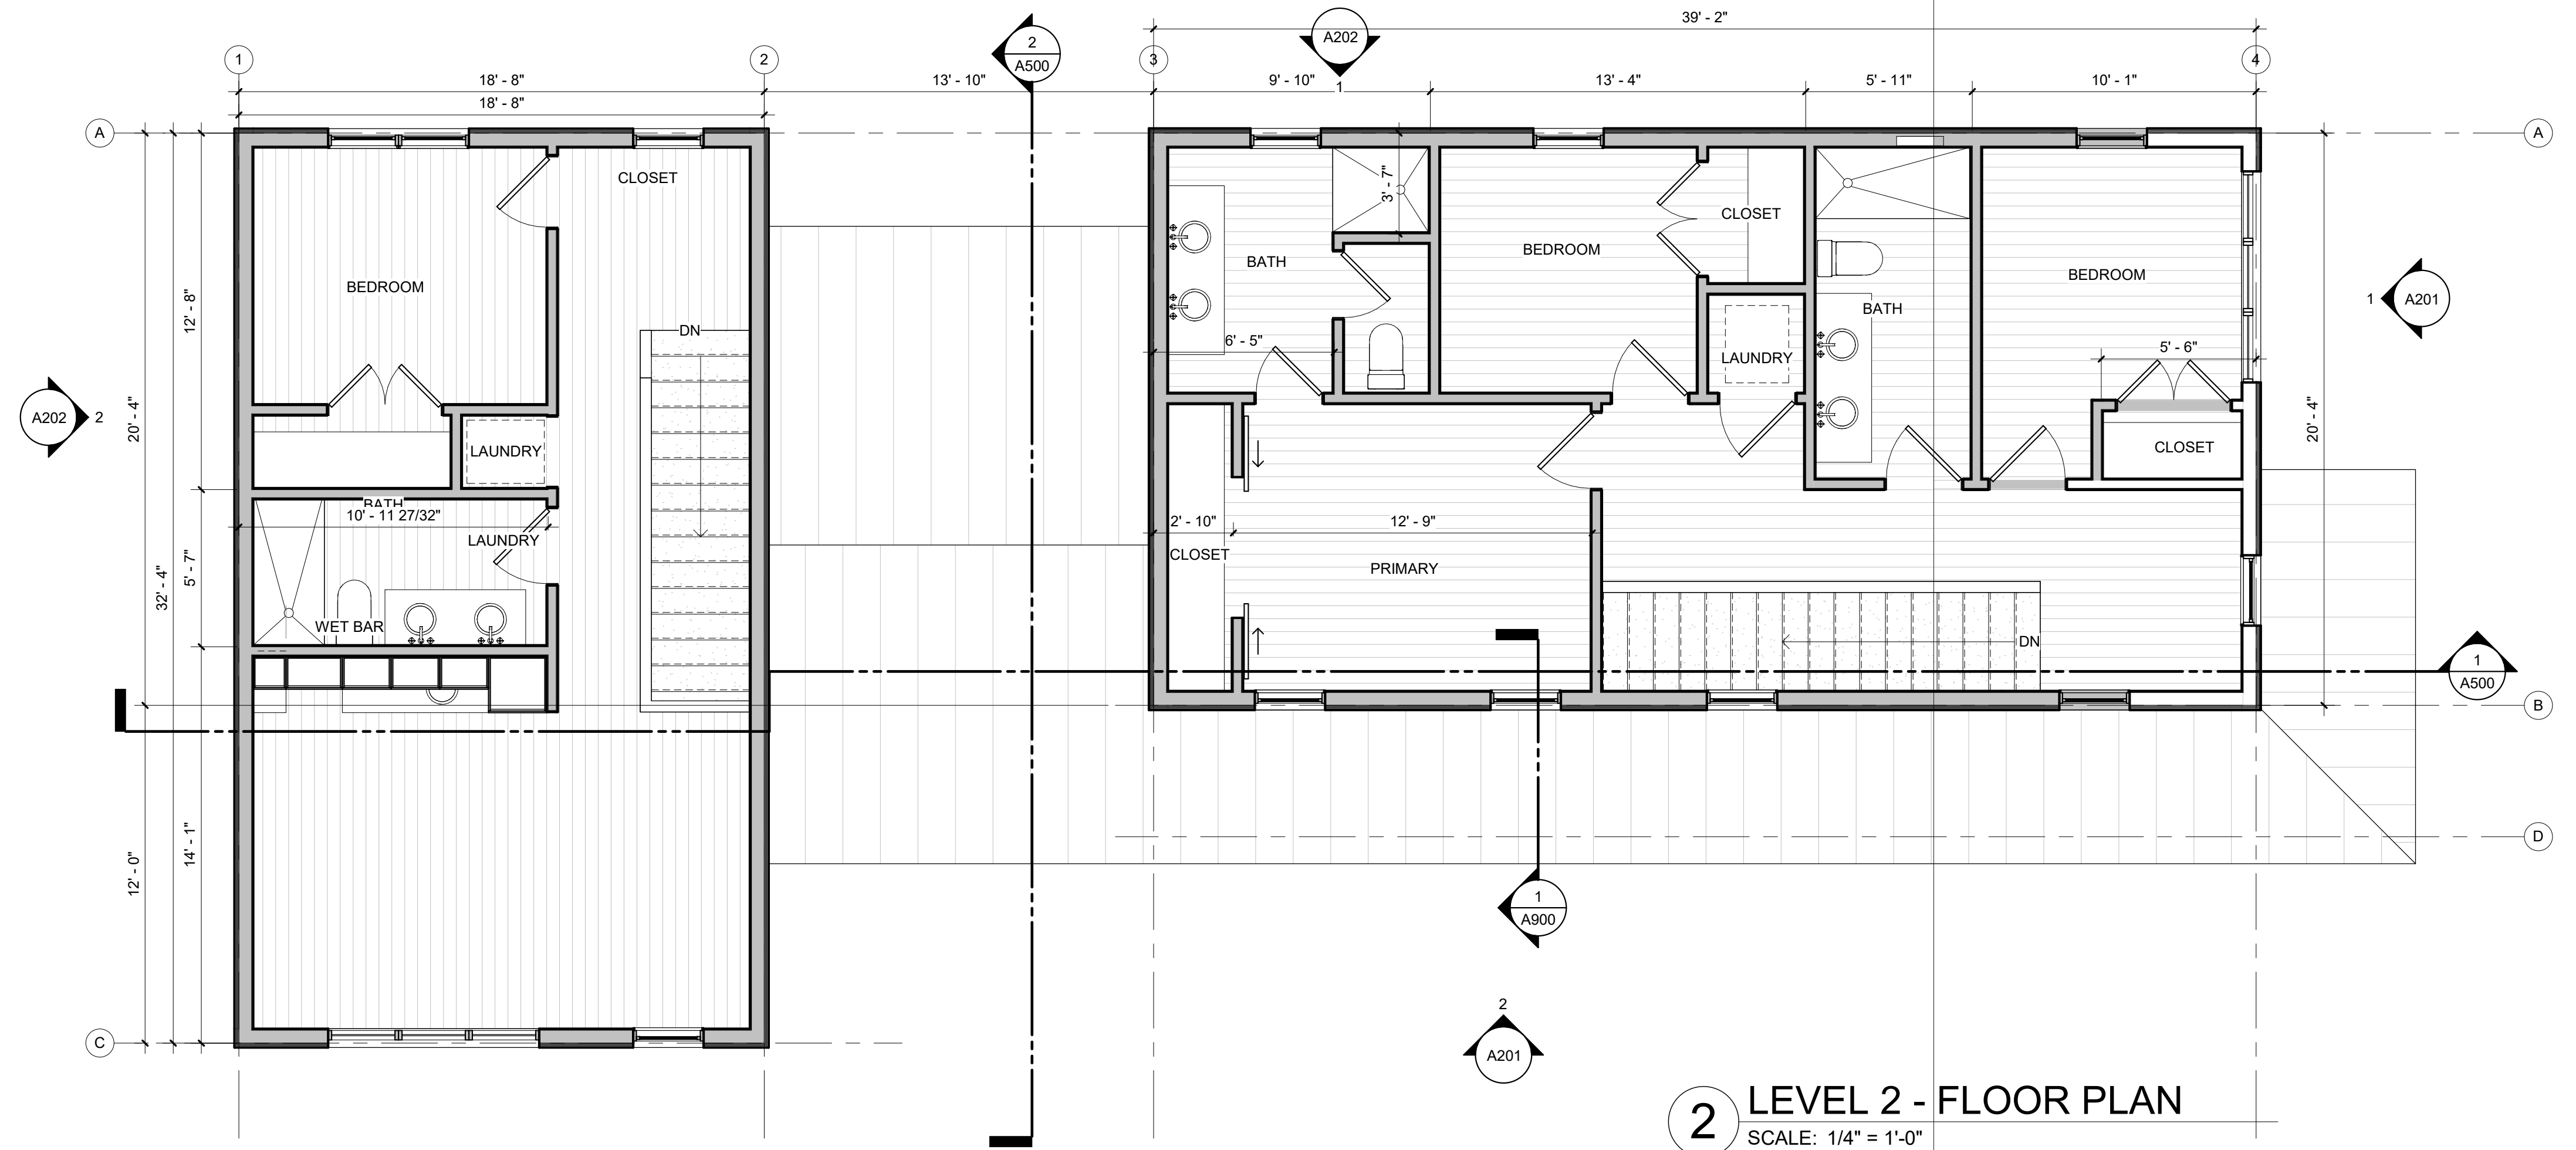 39' - 2"
A202
1
2
A500
1
2
3
4
18' - 8"
13' - 10"
9' - 10"
13' - 4"
5' - 11"
10' - 1"
18' - 8"
A
A
CLOSET
3' - 7"
CLOSET
BEDROOM
BATH
BEDROOM
BEDROOM
12' - 8"
1
A201
BATH
DN
6' - 5"
5' - 6"
LAUNDRY
A202
2
20' - 4"
20' - 4"
LAUNDRY
CLOSET
BATH
10' - 11 27/32"
2' - 10"
12' - 9"
LAUNDRY
CLOSET
PRIMARY
5' - 7"
32' - 4"
WET BAR
DN
1
A500
B
14' - 1"
12' - 0"
D
1
A900
2
A201
C
2
LEVEL 2 - FLOOR PLAN
SCALE: 1/4" = 1'-0"